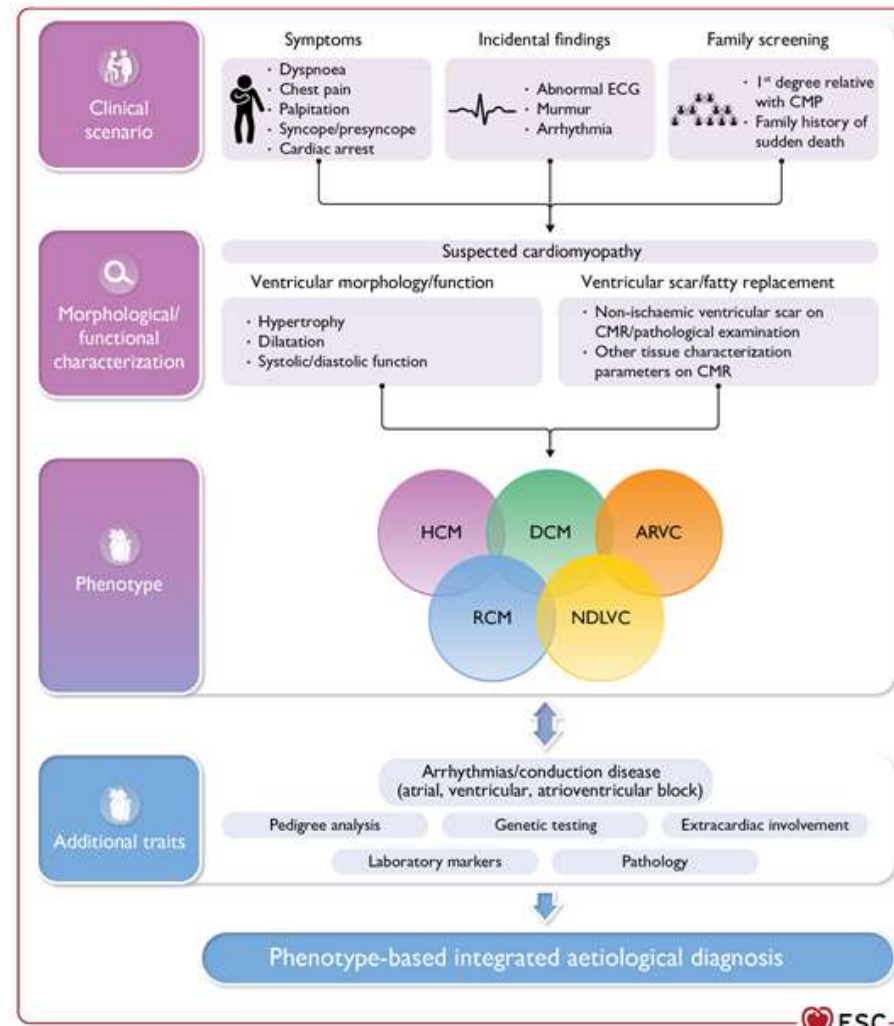 Clinical
scenario
Symptoms
• Dyspnoea
• Chest pain
• Palpitation
• Syncope/presyncope
• Cardiac arrest
Incidental findings
• Abnormal ECG
• Murmur
• Arrhythmia
Family screening
• 1st degree relative
with CMP
• Family history of
sudden death
Morphological/
functional
characterization
Suspected cardiomyopathy
Ventricular morphology/function
• Hypertrophy
• Dilatation
• Systolic/diastolic function
Ventricular scar/fatty replacement
• Non-ischaemic ventricular scar on
CMR/pathological examination
• Other tissue characterization
parameters on CMR
Phenotype
HCM
DCM
ARVC
RCM
NDLVC
Additional traits
Arrhythmias/conduction disease
(atrial, ventricular, atrioventricular block)
Pedigree analysis
Genetic testing
Extracardiac involvement
Laboratory markers
Pathology
Phenotype-based integrated aetiological diagnosis
ESC